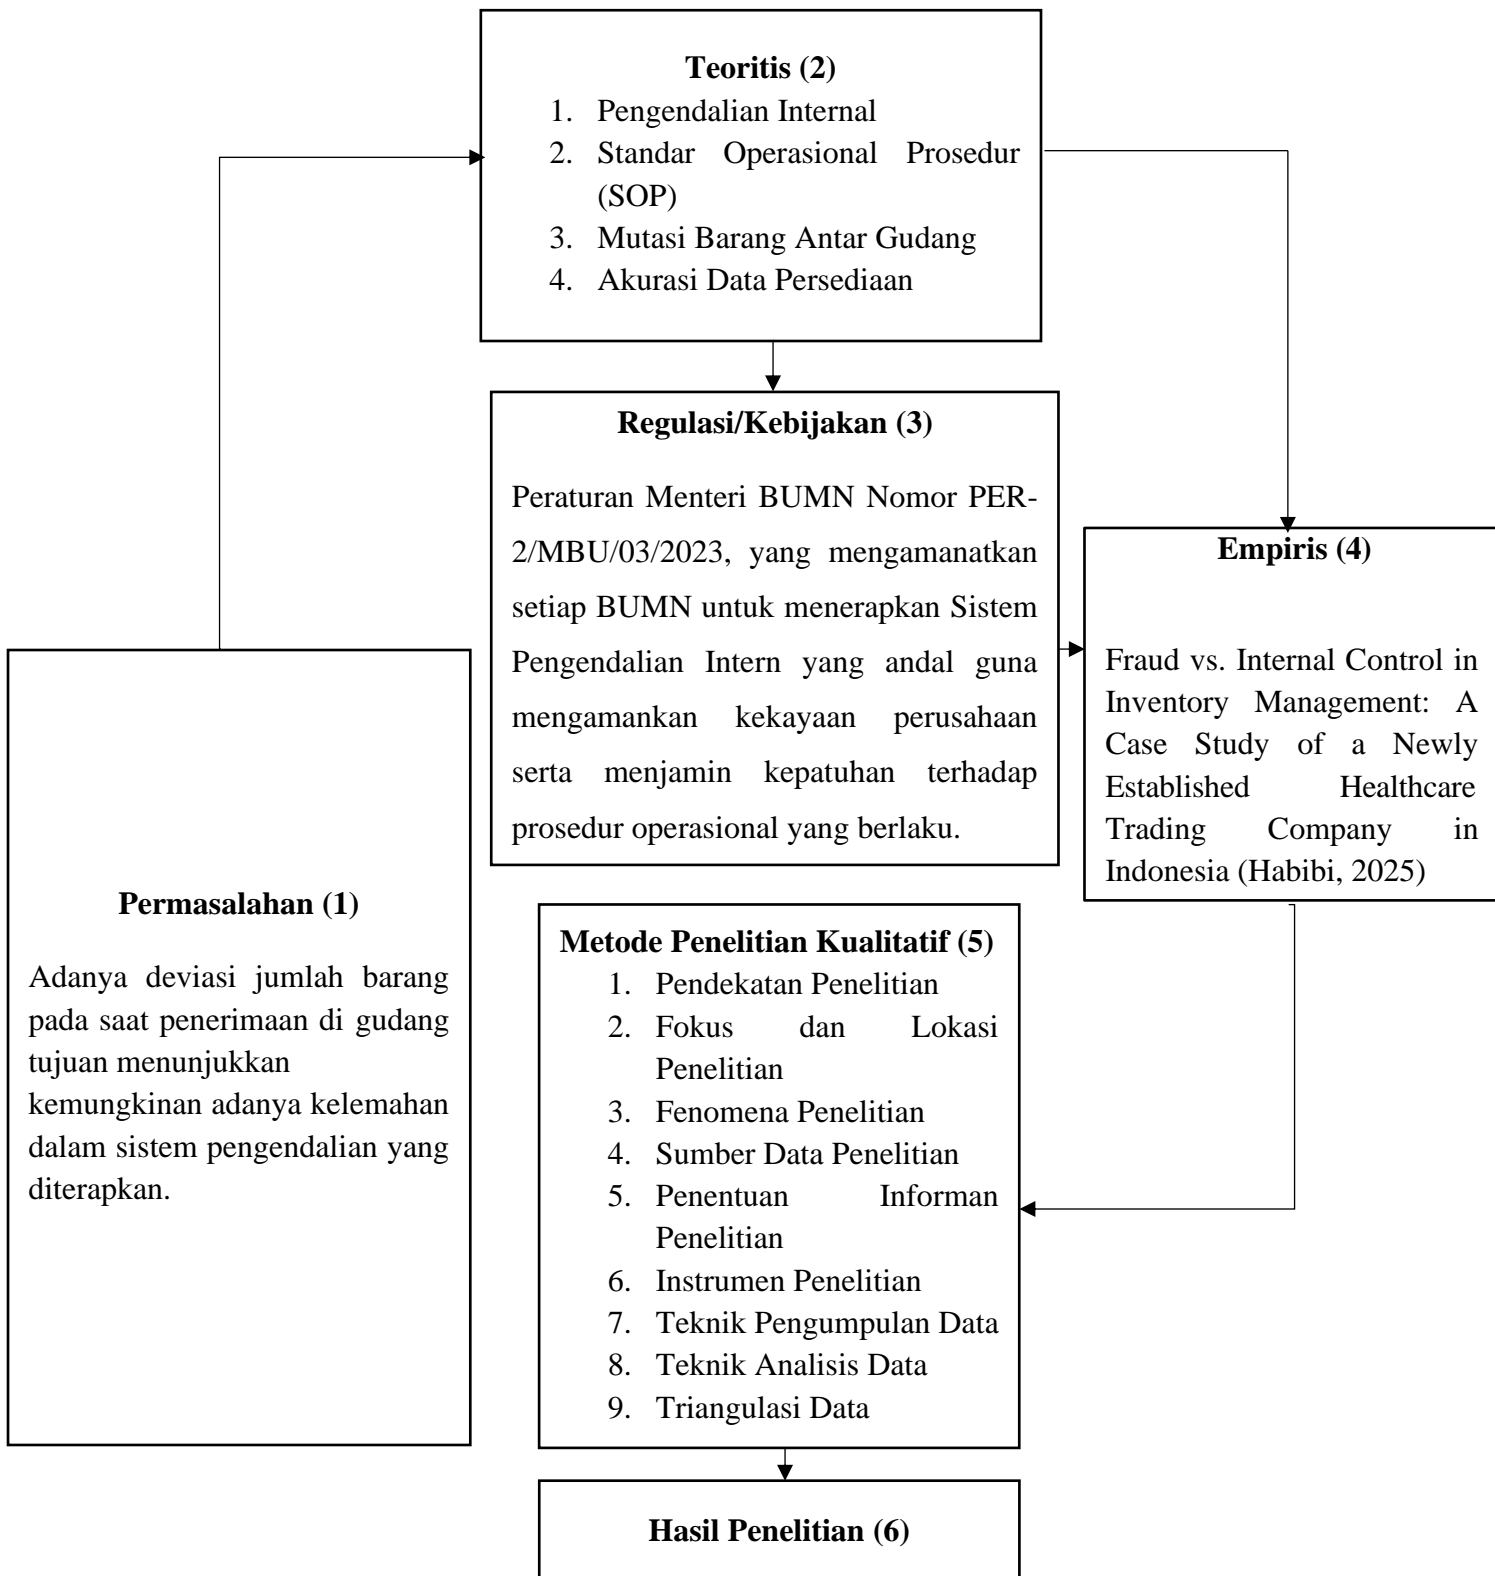 Teoritis (2)
1. Pengendalian Internal
2. Standar Operasional Prosedur
(SOP)
3. Mutasi Barang Antar Gudang
4. Akurasi Data Persediaan
Regulasi/Kebijakan (3)
Peraturan Menteri BUMN Nomor PER-
2/MBU/03/2023, yang mengamanatkan
setiap BUMN untuk menerapkan Sistem
Pengendalian Intern yang andal guna
mengamankan kekayaan perusahaan
serta menjamin kepatuhan terhadap
prosedur operasional yang berlaku.
Empiris (4)
Fraud vs. Internal Control in
Inventory Management: A
Case Study of a Newly
Established Healthcare
Trading Company in
Indonesia (Habibi, 2025)
Permasalahan (1)
Adanya deviasi jumlah barang
pada saat penerimaan di gudang
tujuan menunjukkan
kemungkinan adanya kelemahan
dalam sistem pengendalian yang
diterapkan.
Metode Penelitian Kualitatif (5)
1. Pendekatan Penelitian
2. Fokus dan Lokasi
Penelitian
3. Fenomena Penelitian
4. Sumber Data Penelitian
5. Penentuan Informan
Penelitian
6. Instrumen Penelitian
7. Teknik Pengumpulan Data
8. Teknik Analisis Data
9. Triangulasi Data
Hasil Penelitian (6)